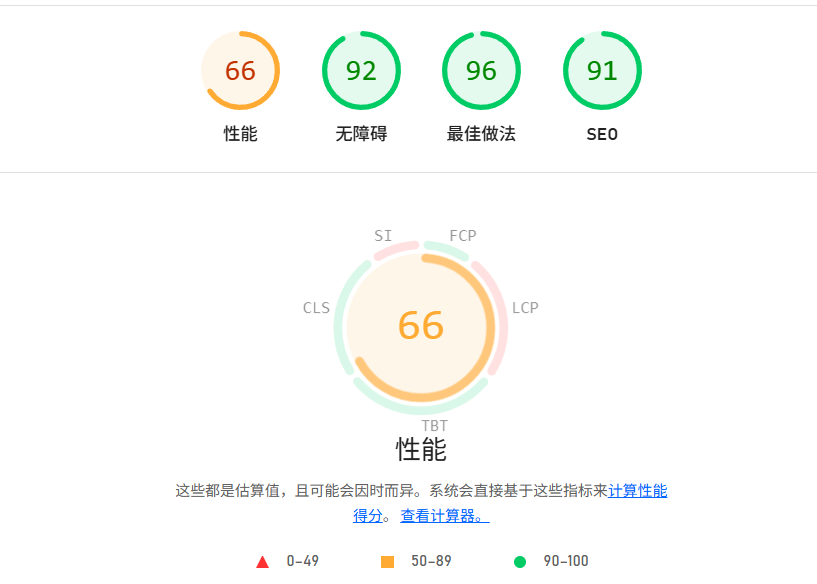 66 92 96 91
性能 无障碍 最佳做法 SEO
SI FCP
CLS LCP
66
TBT
性能
这些都是估算值，且可能会因时而异。系统会直接基于这些指标来计算性能
得分。 查看计算器。
0–49 50–89 90–100